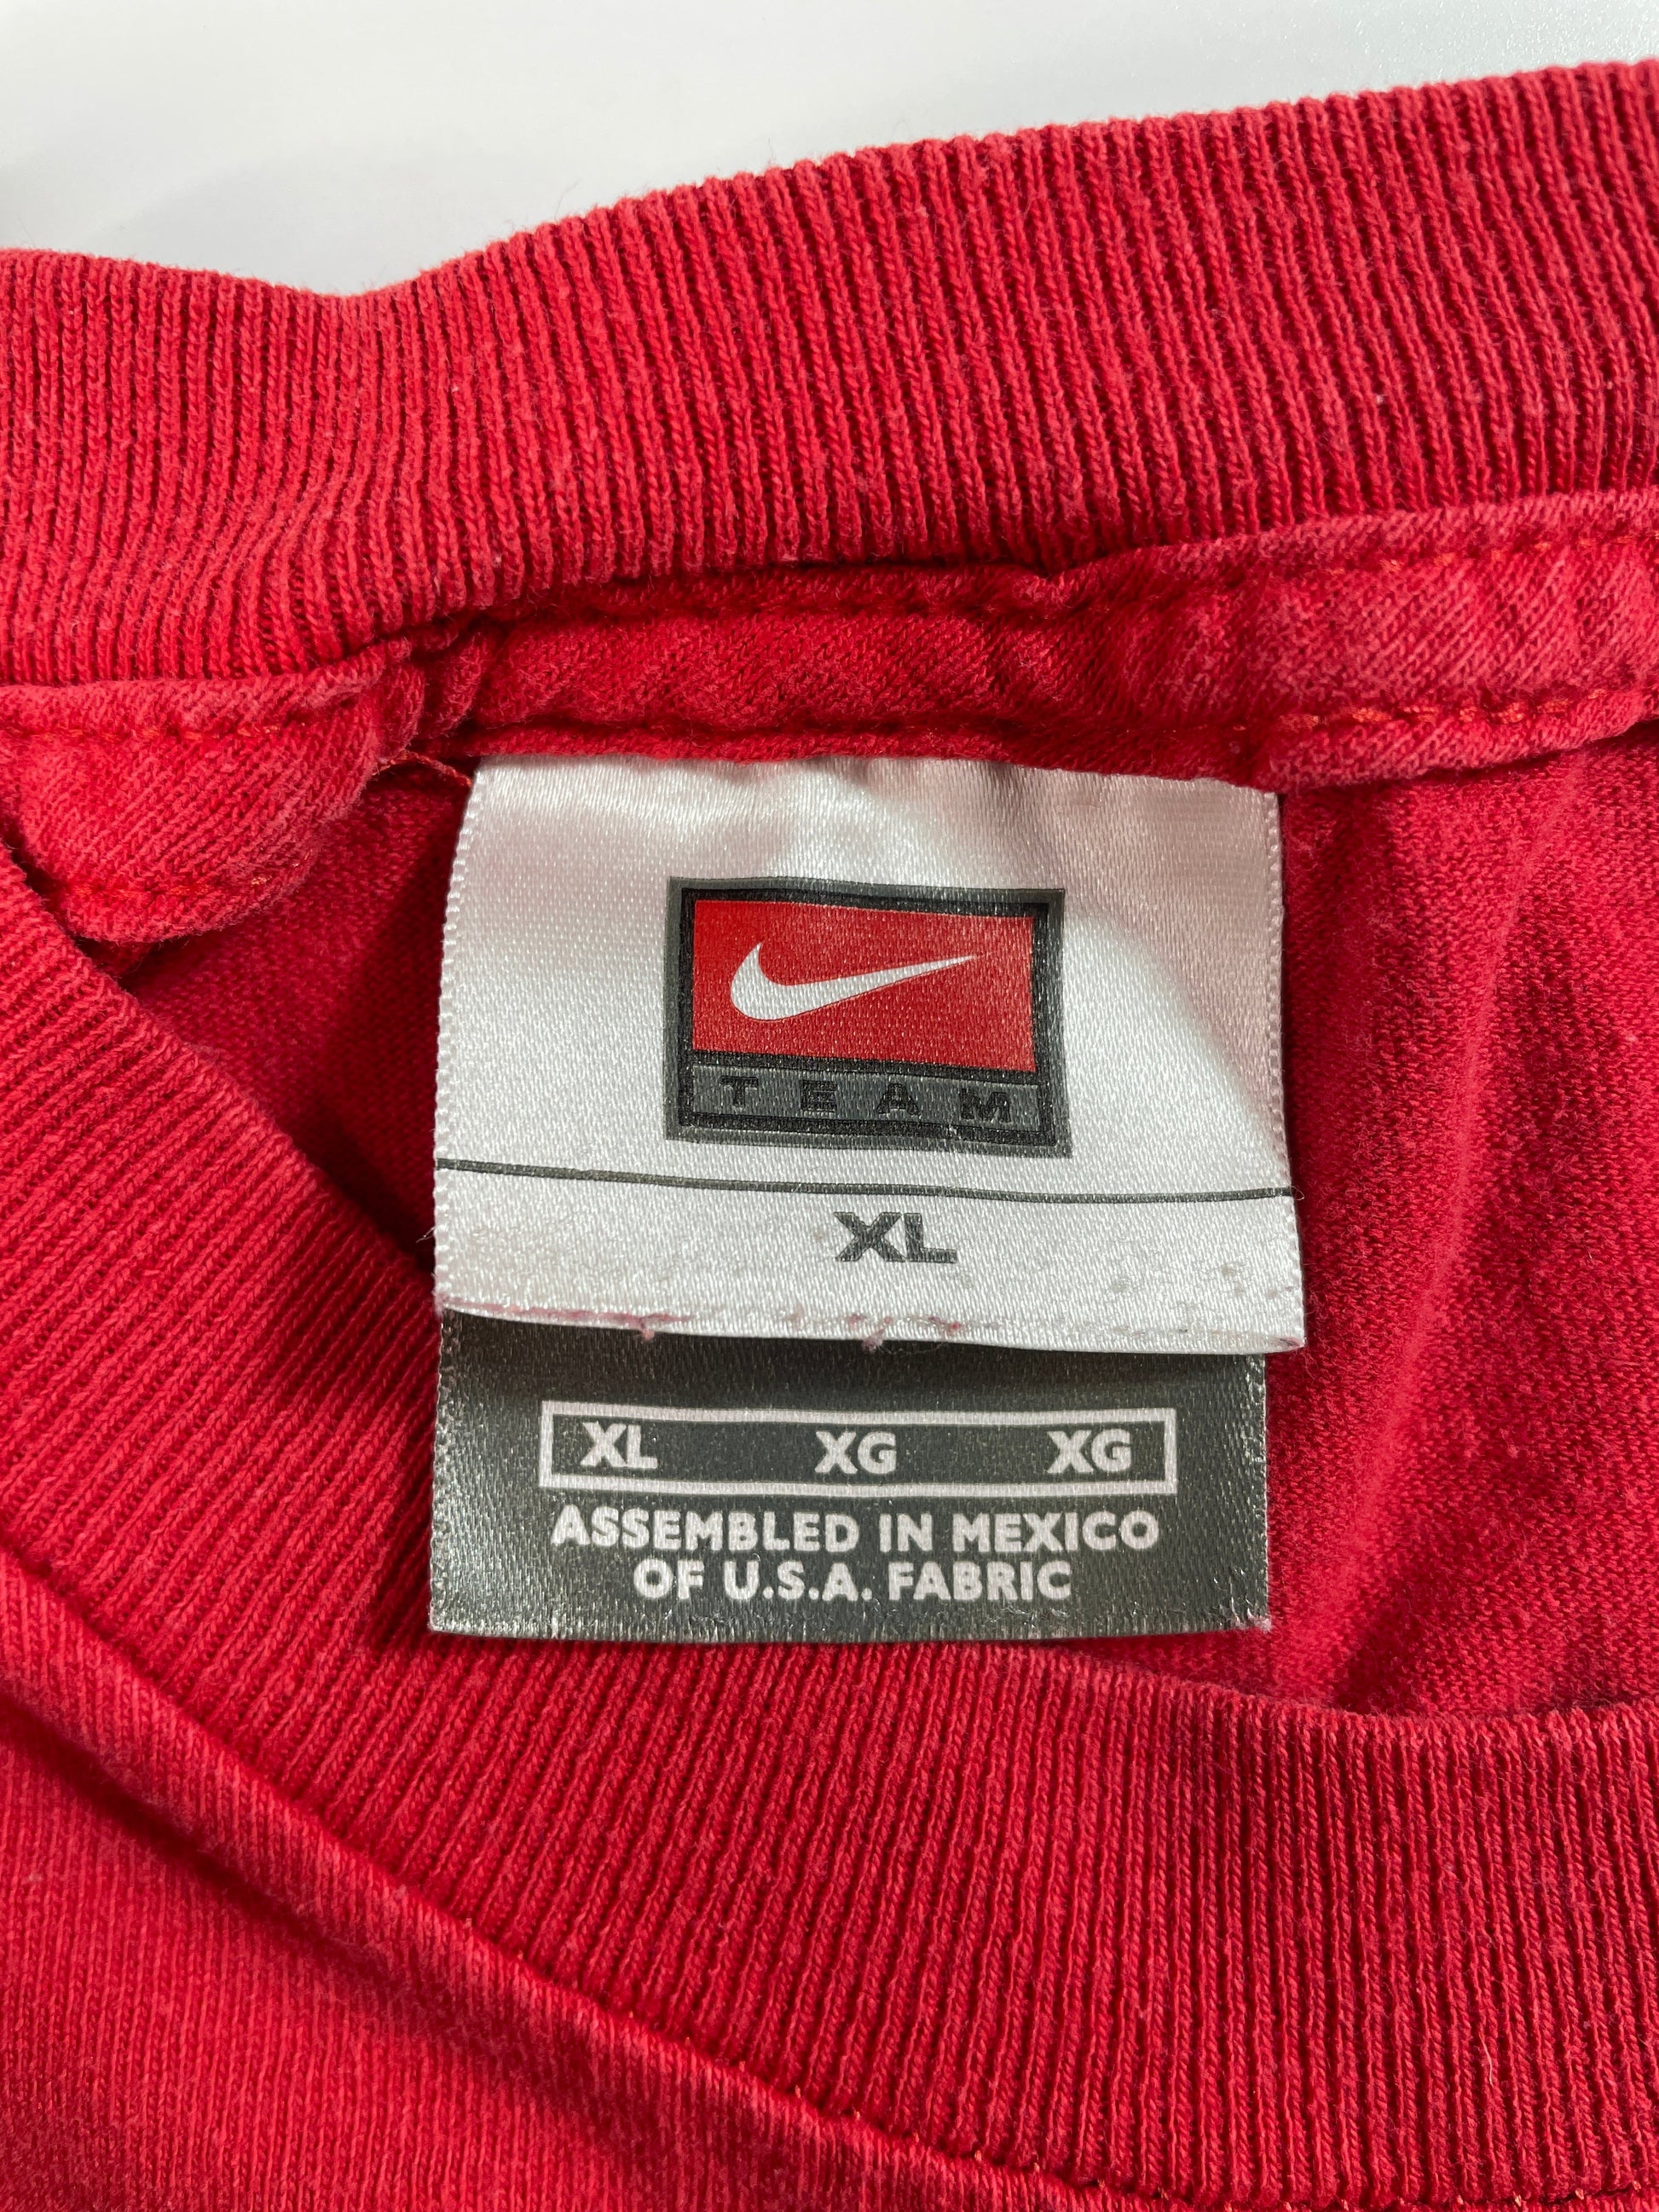 TEAM
XL
XL XG XG
ASSEMBLED IN MEXICO
OF U.S.A. FABRIC